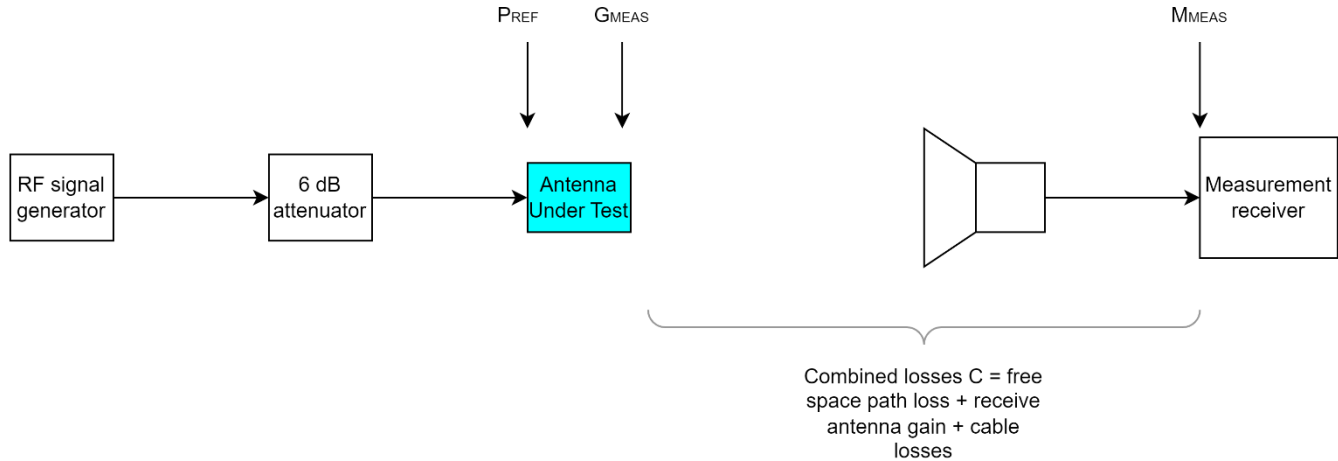 PREF
GMEAS
MMEAS
RF signal
generator
6 dB
attenuator
Antenna
Under Test
Measurement
receiver
Combined losses C = free
space path loss + receive
antenna gain + cable
losses